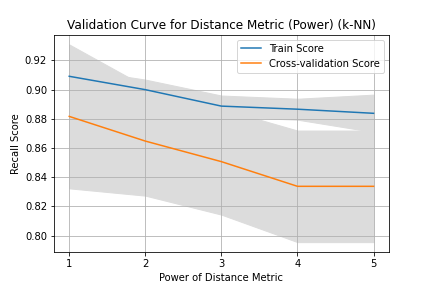 Validation Curve for Distance Metric (Power) (k-NN)
Train Score
Cross-validation Score
0.92
0.90
0.88
0.86
0.84
0.82
0.80
Recall Score
1 2 3 4 5
Power of Distance Metric